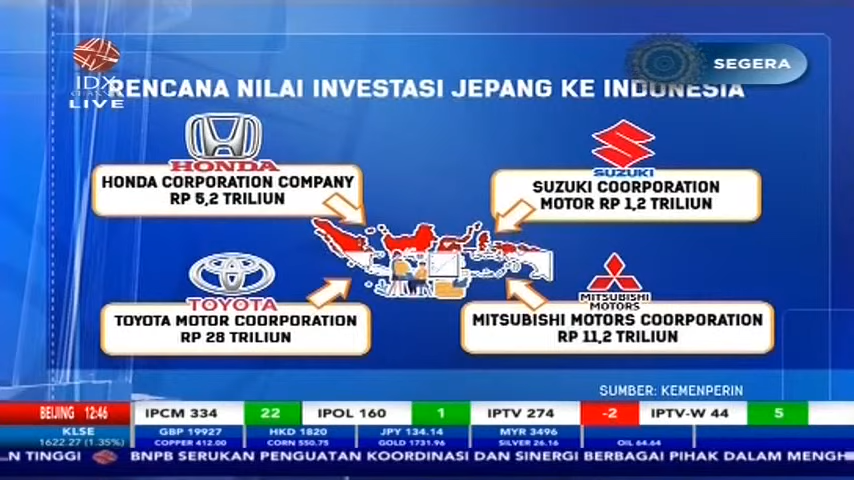 IDX
LIVE
SEGERA
RENCANA NILAI INVESTASI JEPANG KE INDONESIA
HONDA
HONDA CORPORATION COMPANY
RP 5,2 TRILIUN
SUZUKI
SUZUKI COORPORATION
MOTOR RP 1,2 TRILIUN
TOYOTA
TOYOTA MOTOR COORPORATION
RP 28 TRILIUN
MITSUBISHI
MOTORS
MITSUBISHI MOTORS COORPORATION
RP 11,2 TRILIUN
SUMBER: KEMENPERIN
BEIJING 12:46 IPCM 334 22 IPOL 160 1 IPTV 274 -2 IPTV-W 44 5
KLSE GBP 19927 HKD 1820 JPY 134.14 MYR 3496
1622.27 (1.35%) COPPER 412.00 CORN 550.75 GOLD 1731.96 SILVER 26.16 OIL 64.64
N TINGGI BNPB SERUKAN PENGUATAN KOORDINASI DAN SINERGI BERBAGAI PIHAK DALAM MENGH